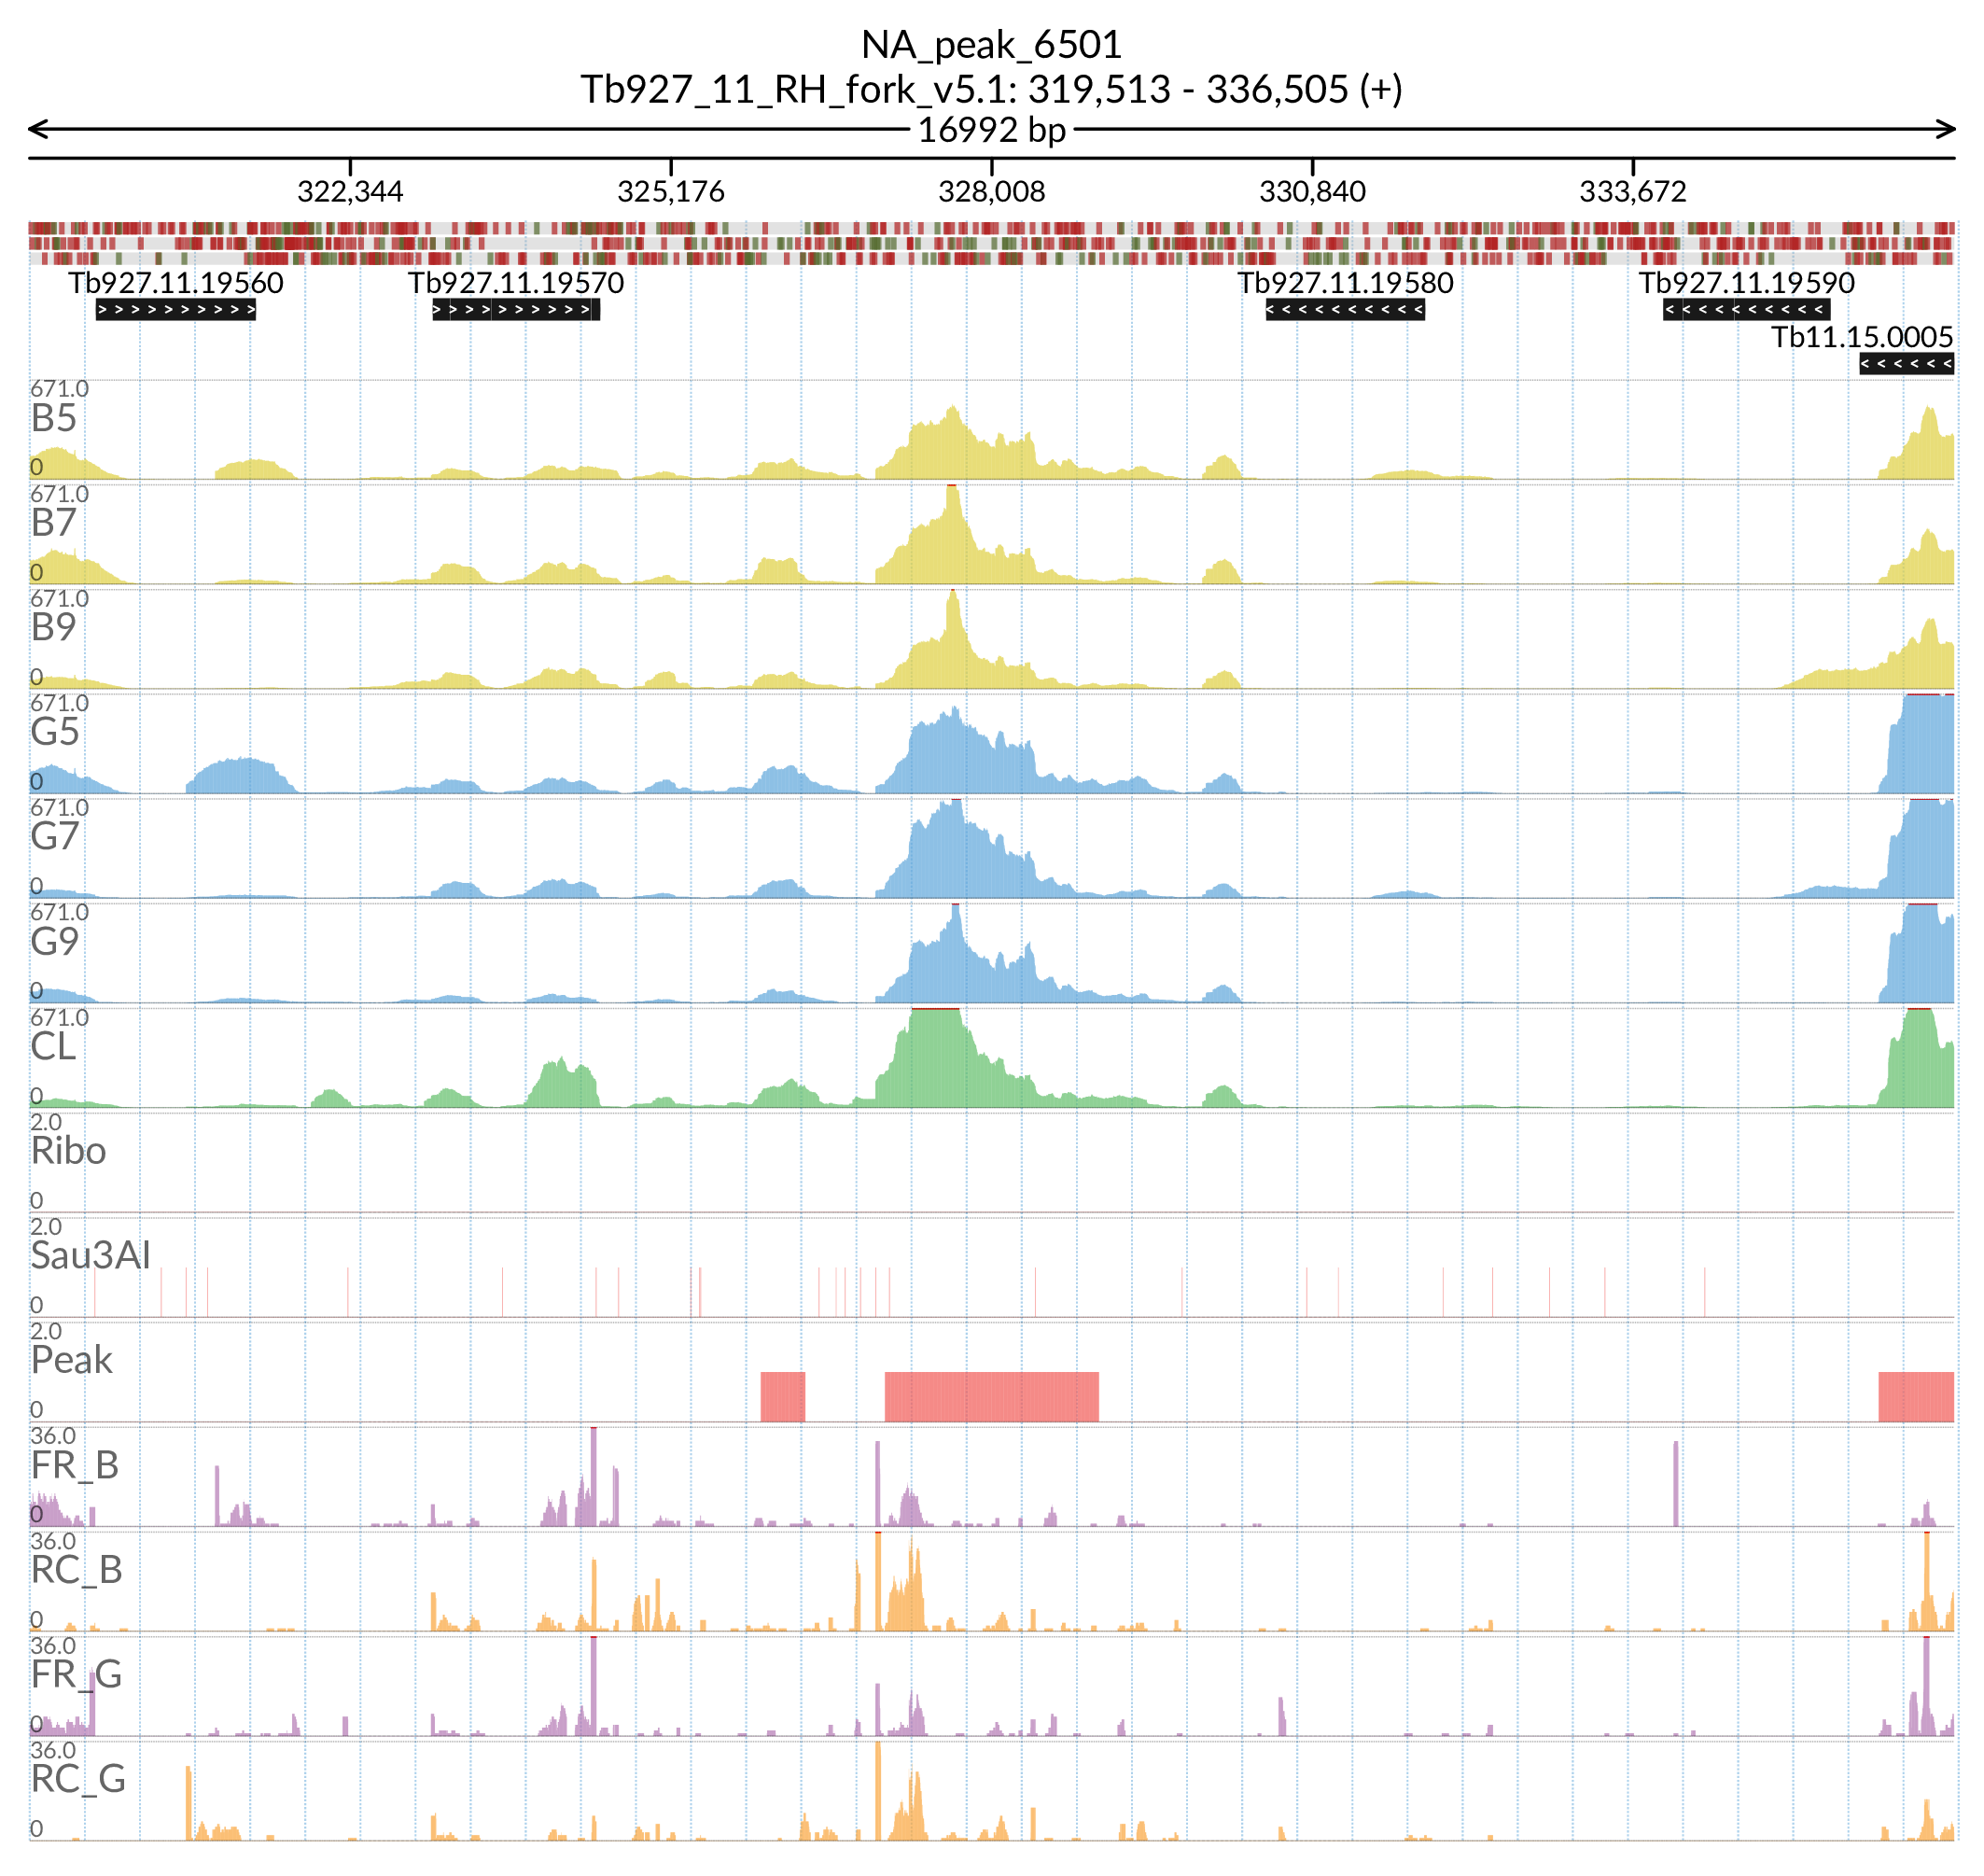 NA_peak_6501
Tb927_11_RH_fork_v5.1: 319,513 - 336,505 (+)
16992 bp
322,344 325,176 328,008 330,840 333,672
Tb927.11.19560 Tb927.11.19570 Tb927.11.19580 Tb927.11.19590
Tb11.15.0005
671.0
B5
0
671.0
B7
0
671.0
B9
0
671.0
G5
0
671.0
G7
0
671.0
G9
0
671.0
CL
0
2.0
Ribo
0
2.0
Sau3AI
0
2.0
Peak
0
36.0
FR_B
0
36.0
RC_B
0
36.0
FR_G
0
36.0
RC_G
0